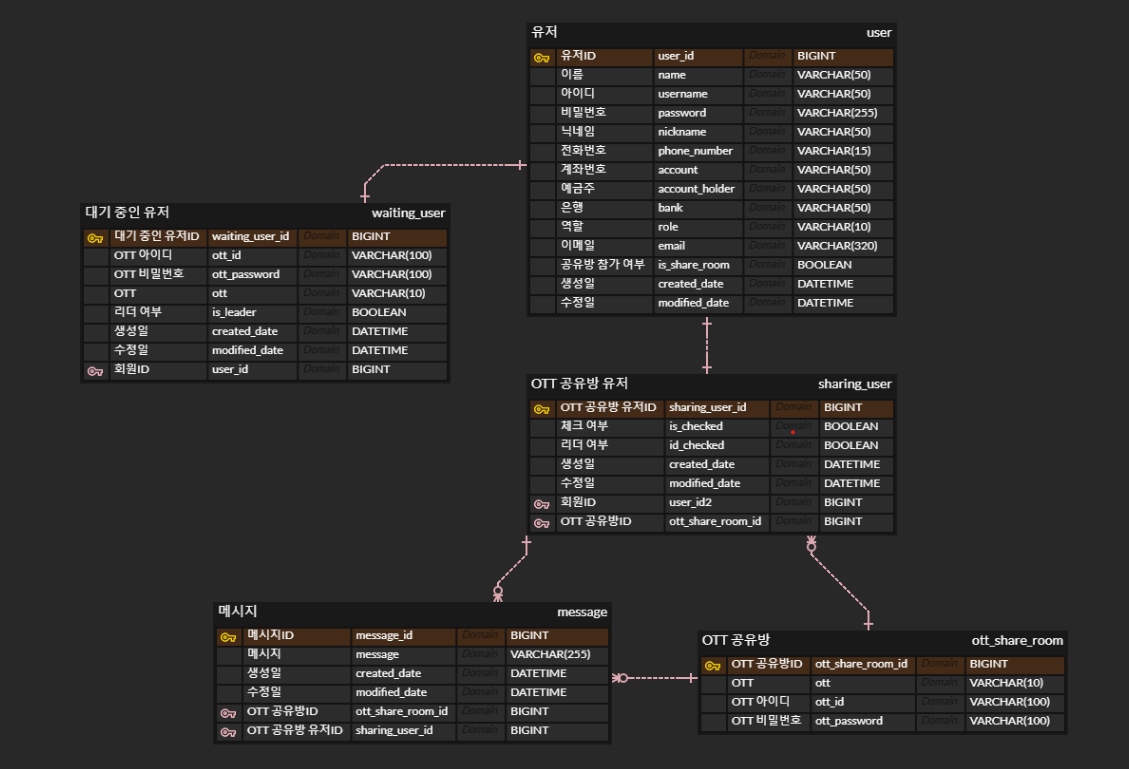 유저 user
유저ID user_id Domain BIGINT
이름 name Domain VARCHAR(50)
아이디 username Domain VARCHAR(50)
비밀번호 password Domain VARCHAR(255)
닉네임 nickname Domain VARCHAR(50)
전화번호 phone_number Domain VARCHAR(15)
계좌번호 account Domain VARCHAR(50)
예금주 account_holder Domain VARCHAR(50)
은행 bank Domain VARCHAR(50)
역할 role Domain VARCHAR(10)
이메일 email Domain VARCHAR(320)
공유방 참가 여부 is_share_room Domain BOOLEAN
생성일 created_date Domain DATETIME
수정일 modified_date Domain DATETIME
대기 중인 유저 waiting_user
대기 중인 유저ID waiting_user_id Domain BIGINT
OTT 아이디 ott_id Domain VARCHAR(100)
OTT 비밀번호 ott_password Domain VARCHAR(100)
OTT ott Domain VARCHAR(10)
리더 여부 is_leader Domain BOOLEAN
생성일 created_date Domain DATETIME
수정일 modified_date Domain DATETIME
회원ID user_id Domain BIGINT
OTT 공유방 유저 sharing_user
OTT 공유방 유저ID sharing_user_id Domain BIGINT
체크 여부 is_checked Domain BOOLEAN
리더 여부 id_checked Domain BOOLEAN
생성일 created_date Domain DATETIME
수정일 modified_date Domain DATETIME
회원ID user_id2 Domain BIGINT
OTT 공유방ID ott_share_room_id Domain BIGINT
메시지 message
메시지ID message_id Domain BIGINT
메시지 message Domain VARCHAR(255)
생성일 created_date Domain DATETIME
수정일 modified_date Domain DATETIME
OTT 공유방ID ott_share_room_id Domain BIGINT
OTT 공유방 유저ID sharing_user_id Domain BIGINT
OTT 공유방 ott_share_room
OTT 공유방ID ott_share_room_id Domain BIGINT
OTT ott Domain VARCHAR(10)
OTT 아이디 ott_id Domain VARCHAR(100)
OTT 비밀번호 ott_password Domain VARCHAR(100)